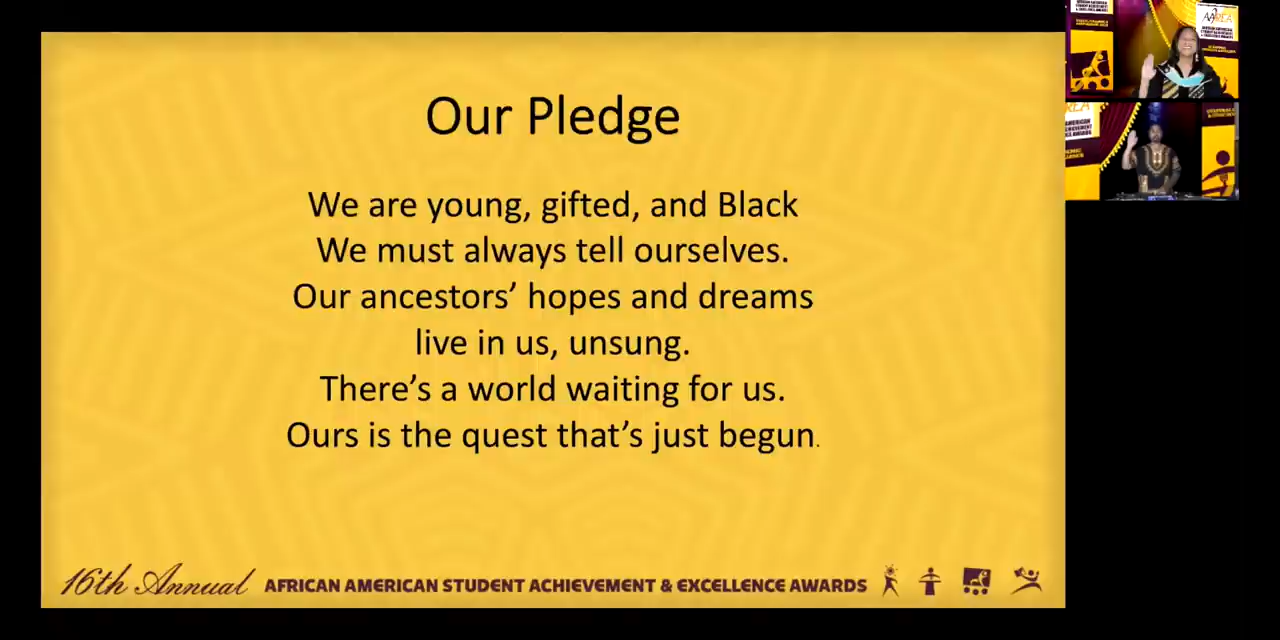 Our Pledge
We are young, gifted, and Black
We must always tell ourselves.
Our ancestors’ hopes and dreams
live in us, unsung.
There’s a world waiting for us.
Ours is the quest that’s just begun.
16th Annual AFRICAN AMERICAN STUDENT ACHIEVEMENT & EXCELLENCE AWARDS